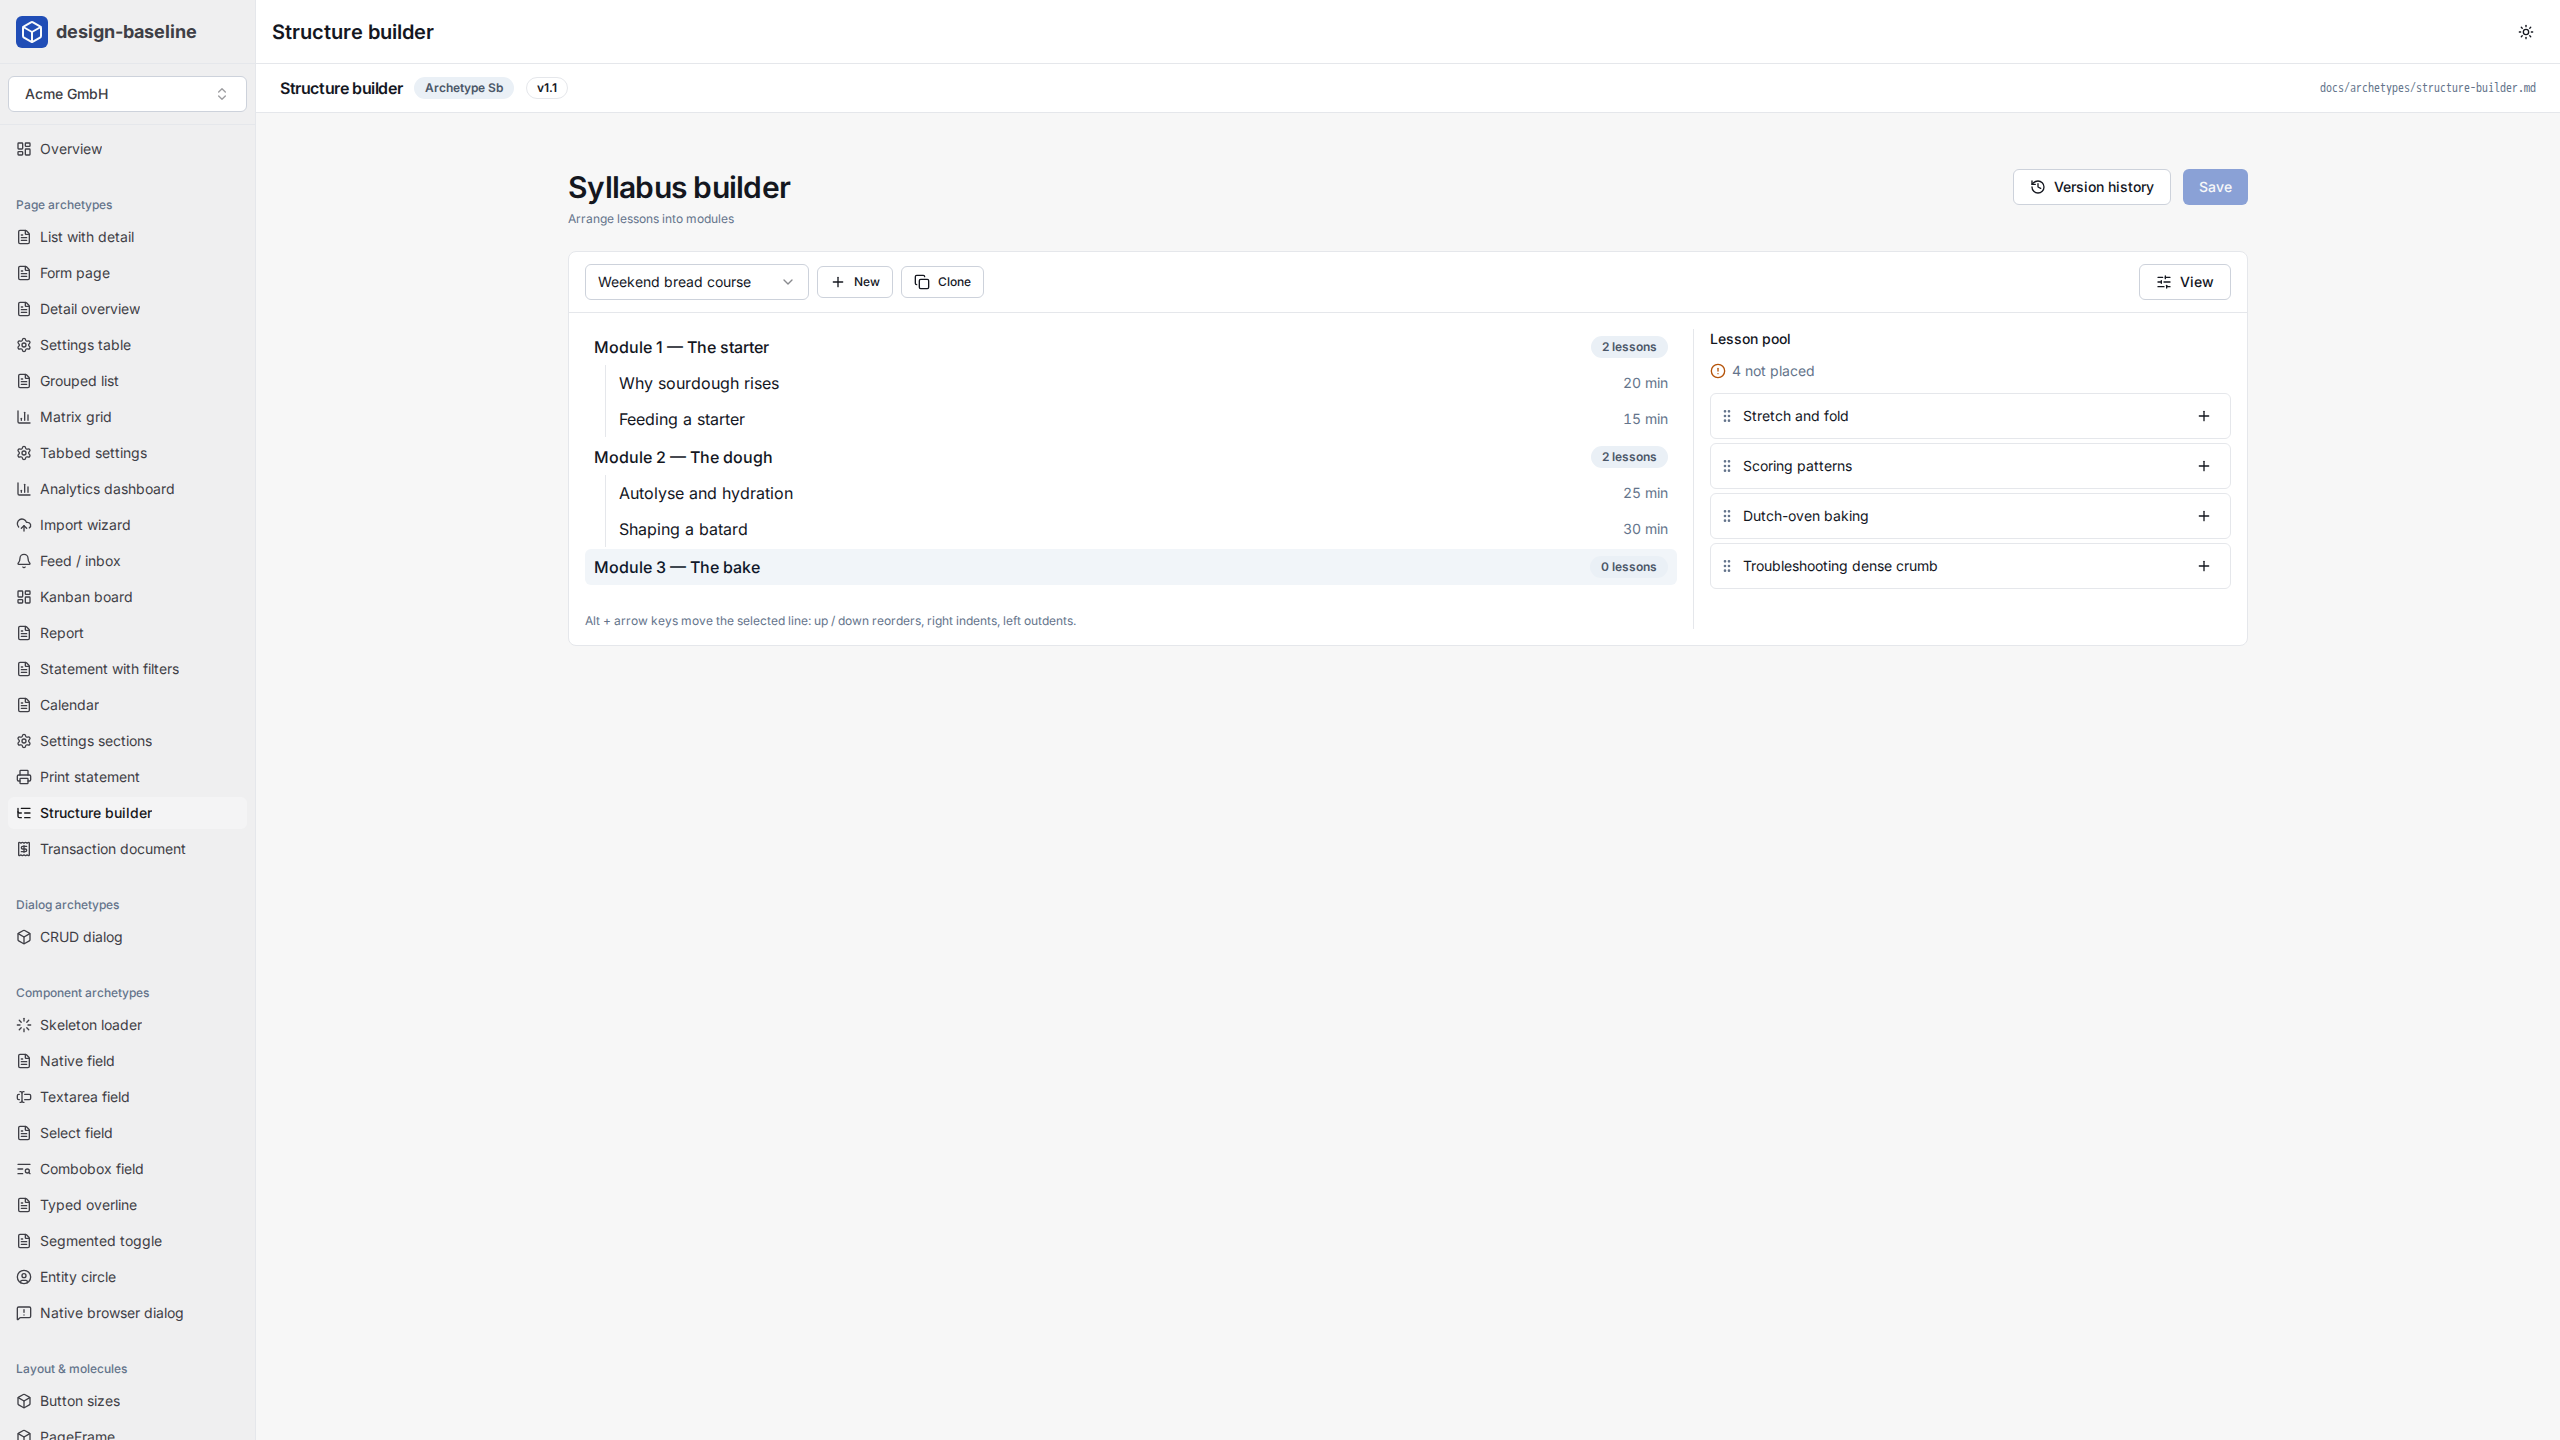 design-baseline
Structure builder
Acme GmbH
Structure builder
Archetype Sb
v1.1
docs/archetypes/structure-builder.md
Overview
Page archetypes
List with detail
Form page
Detail overview
Settings table
Grouped list
Matrix grid
Tabbed settings
Analytics dashboard
Import wizard
Feed / inbox
Kanban board
Report
Statement with filters
Calendar
Settings sections
Print statement
Structure builder
Transaction document
Dialog archetypes
CRUD dialog
Component archetypes
Skeleton loader
Native field
Textarea field
Select field
Combobox field
Typed overline
Segmented toggle
Entity circle
Native browser dialog
Layout & molecules
Button sizes
PageFrame
Syllabus builder
Version history
Save
Arrange lessons into modules
Weekend bread course
New
Clone
View
Module 1 — The starter
2 lessons
Why sourdough rises
20 min
Feeding a starter
15 min
Module 2 — The dough
2 lessons
Autolyse and hydration
25 min
Shaping a batard
30 min
Module 3 — The bake
0 lessons
Alt + arrow keys move the selected line: up / down reorders, right indents, left outdents.
Lesson pool
4 not placed
Stretch and fold
Scoring patterns
Dutch-oven baking
Troubleshooting dense crumb